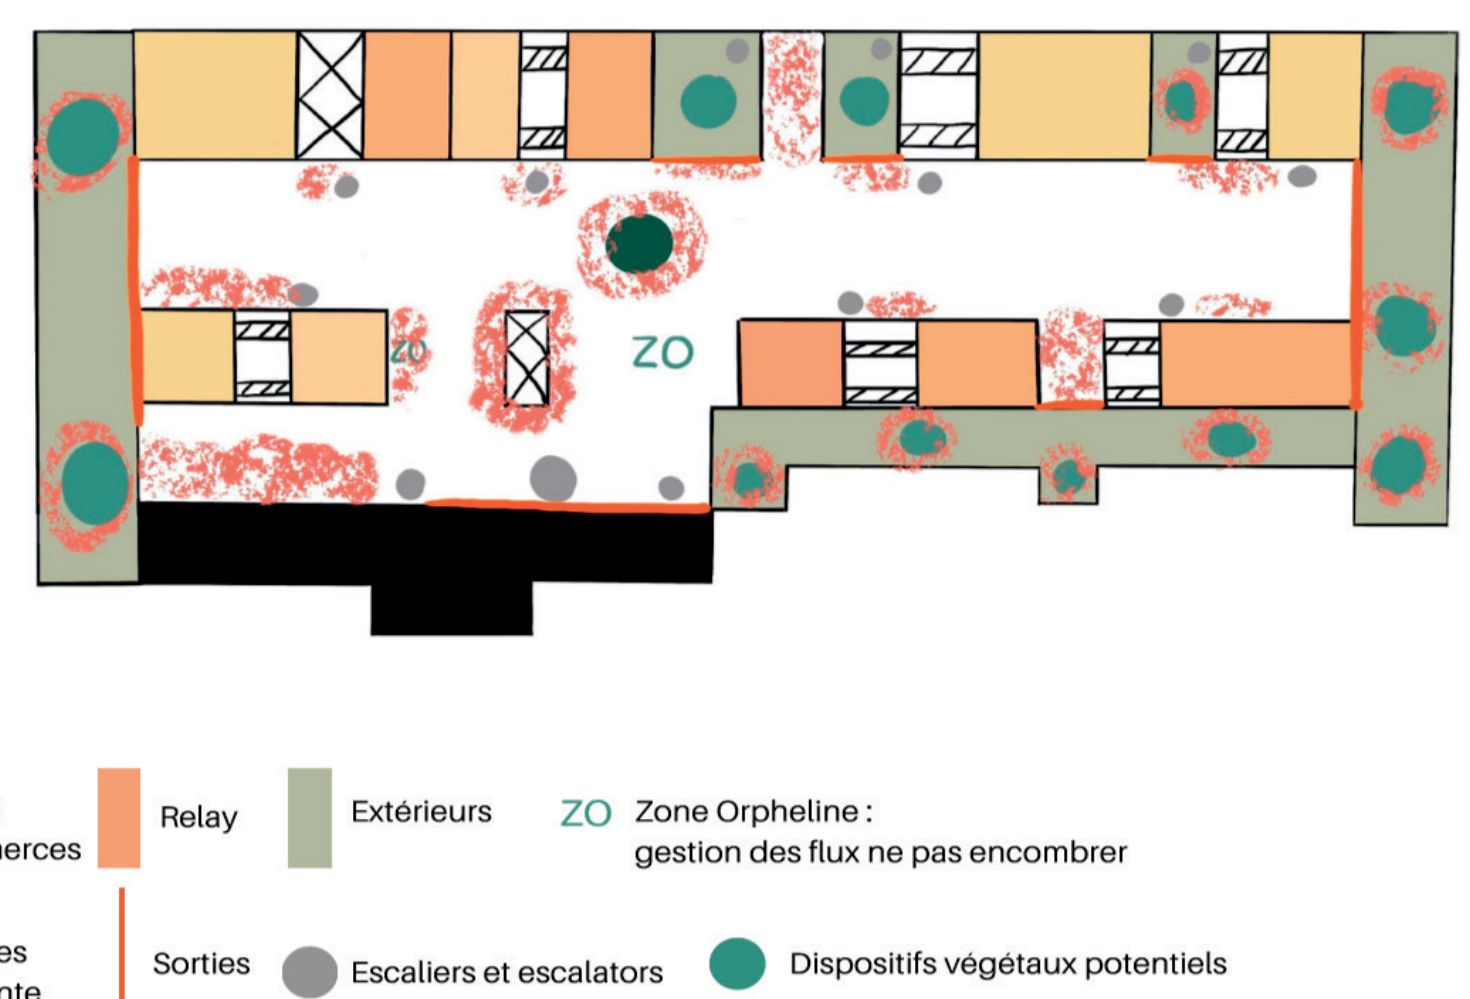 ZO
ZO
Relay
Extérieurs
ZO
Zone Orpheline :
gestion des flux ne pas encombrer
Sorties
Escaliers et escalators
Dispositifs végétaux potentiels